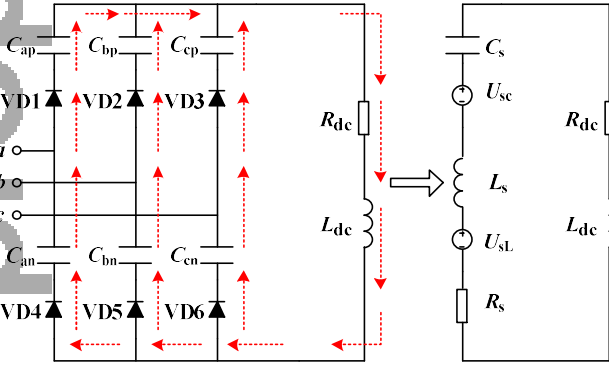 Cap Cbp Ccp Cs
VD1 VD2 VD3 Usc
Rdc Rdc
a
b Ls
c
Ldc UsL Ldc
Can Cbn Ccn
VD4 VD5 VD6 Rs